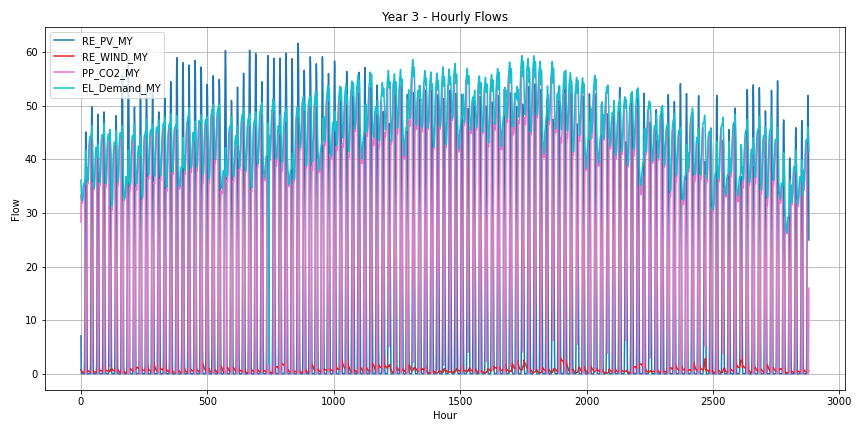 Year 3 - Hourly Flows
RE_PV_MY
RE_WIND_MY
PP_CO2_MY
EL_Demand_MY
Flow
60
50
40
30
20
10
0
0 500 1000 1500 2000 2500 3000
Hour